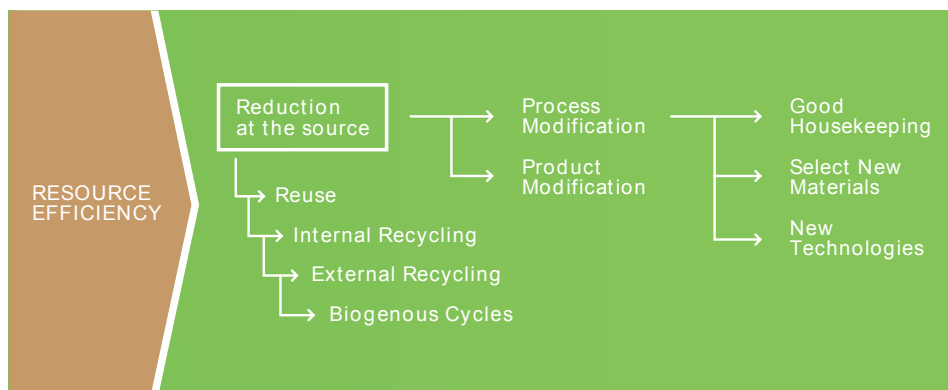 RESOURCE
EFFICIENCY
Reduction
at the source
Process
Modification
Product
Modification
Good
Housekeeping
Select New
Materials
New
Technologies
Reuse
Internal Recycling
External Recycling
Biogenous Cycles